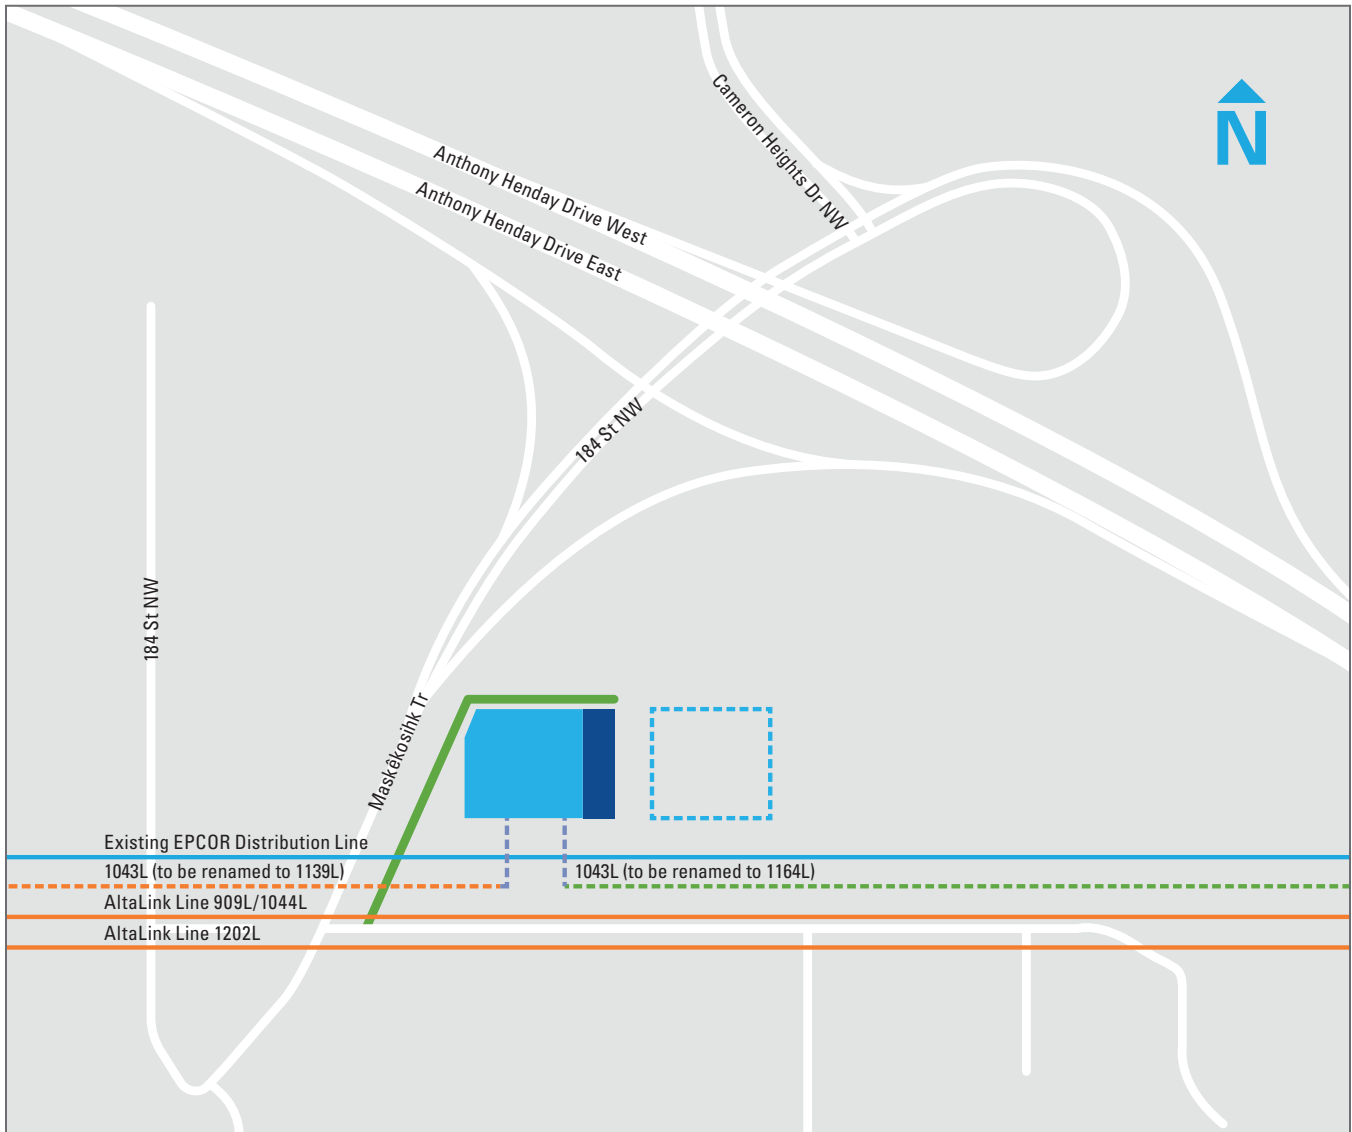 Cameron Heights Dr NW
N
Anthony Henday Drive West
Anthony Henday Drive East
184 St NW
184 St NW
Maskêkosihk Tr
Existing EPCOR Distribution Line
1043L (to be renamed to 1139L)
1043L (to be renamed to 1164L)
AltaLink Line 909L/1044L
AltaLink Line 1202L